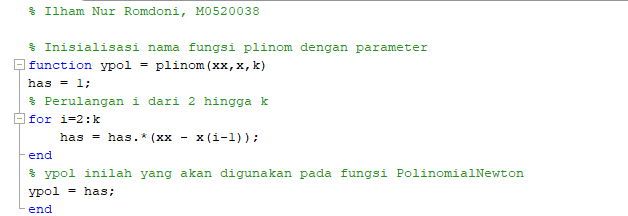 % Ilham Nur Romdoni, M0520038
% Inisialisasi nama fungsi plinom dengan parameter
function ypol = plinom(xx,x,k)
has = 1;
% Perulangan i dari 2 hingga k
for i=2:k
    has = has.*(xx - x(i-1));
end
% ypol inilah yang akan digunakan pada fungsi PolinomialNewton
ypol = has;
end